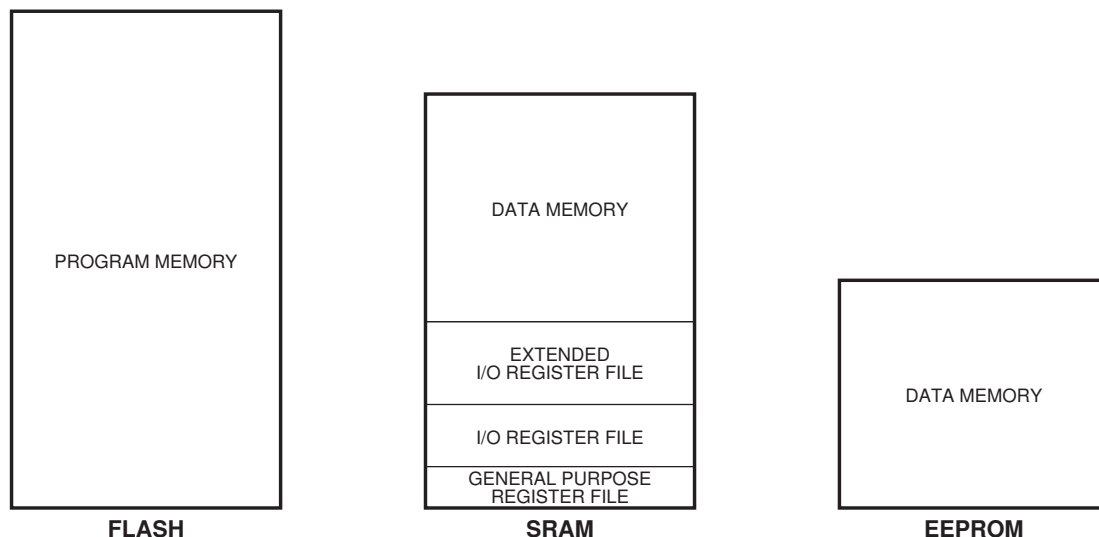 PROGRAM MEMORY
FLASH
DATA MEMORY
EXTENDED
I/O REGISTER FILE
I/O REGISTER FILE
GENERAL PURPOSE
REGISTER FILE
SRAM
DATA MEMORY
EEPROM